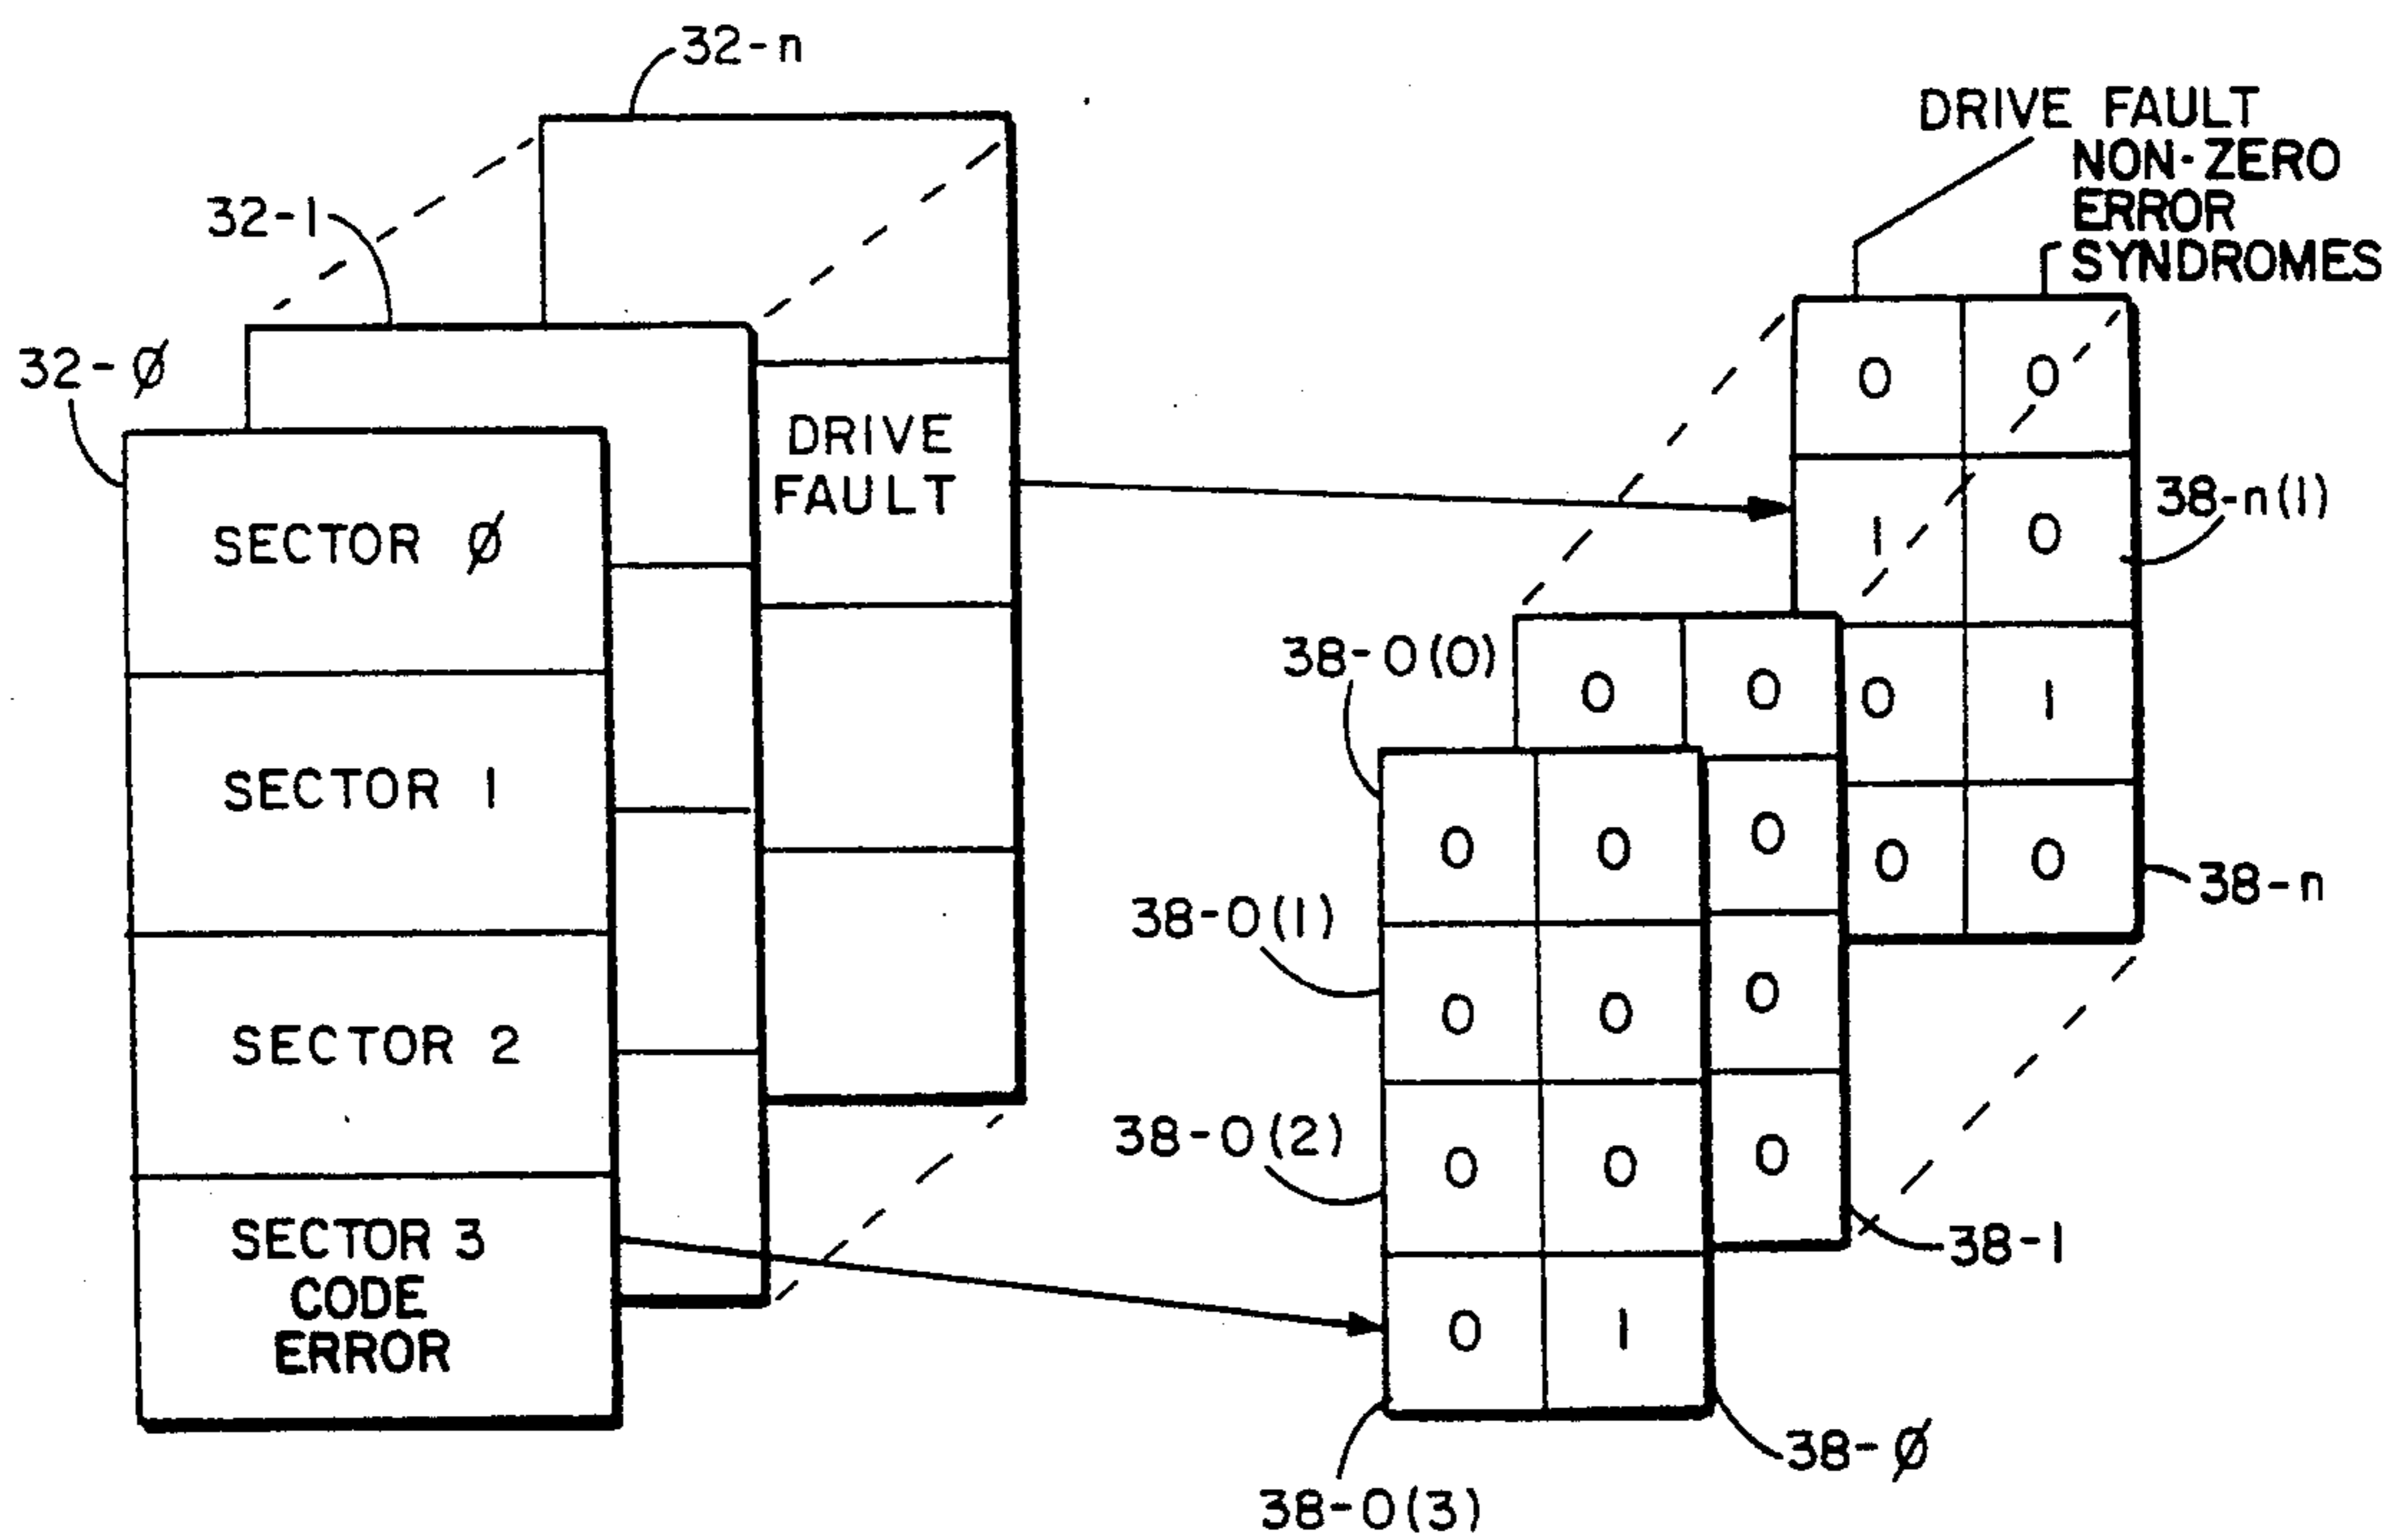 32-n
32-1
32-Ø
SECTOR Ø
SECTOR 1
SECTOR 2
SECTOR 3
CODE
ERROR
DRIVE
FAULT
DRIVE FAULT
NON-ZERO
ERROR
SYNDROMES
0 0
1 0
0 1
0 0
38-n(1)
38-n
0 0
0
0
0
38-1
38-0(0)
38-0(1)
38-0(2)
38-0(3)
0 0
0 0
0 0
0 1
38-Ø